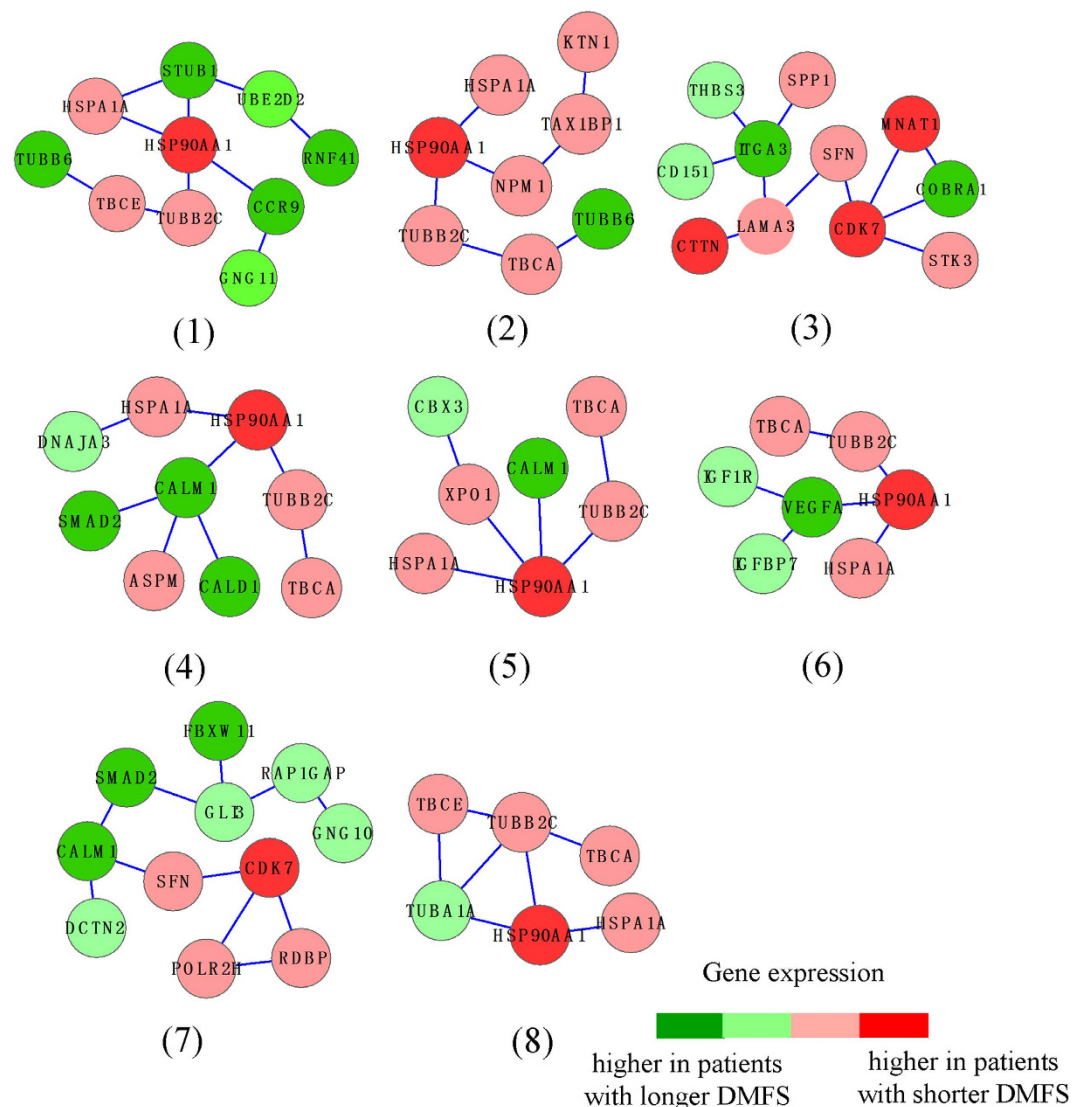 STUB1
HSPA1A
UBE2D2
HSP90AA1
TUBB6
RNF41
TBCE
TUBB2C
CCR9
GNG11
(1)
KTN1
HSPA1A
TAX1BP1
HSP90AA1
NPM1
TUBB6
TUBB2C
TBCA
(2)
THBS3
SPP1
MNAT1
ITGA3
SFN
CD151
COBRA1
LAMA3
CDK7
CTTN
STK3
(3)
HSPA1A
HSP90AA1
DNAJA3
CALM1
TUBB2C
SMAD2
ASPM
CALD1
TBCA
(4)
CBX3
TBCA
CALM1
XPO1
TUBB2C
HSPA1A
HSP90AA1
(5)
TBCA
TUBB2C
IGF1R
VEGFA
HSP90AA1
IGFBP7
HSPA1A
(6)
FBXW11
SMAD2
RAP1GAP
GLI3
GNG10
CALM1
SFN
CDK7
DCTN2
POLR2H
RDBP
(7)
TBCE
TUBB2C
TBCA
TUBA1A
HSPA1A
HSP90AA1
(8)
Gene expression
higher in patients
with longer DMFS
higher in patients
with shorter DMFS